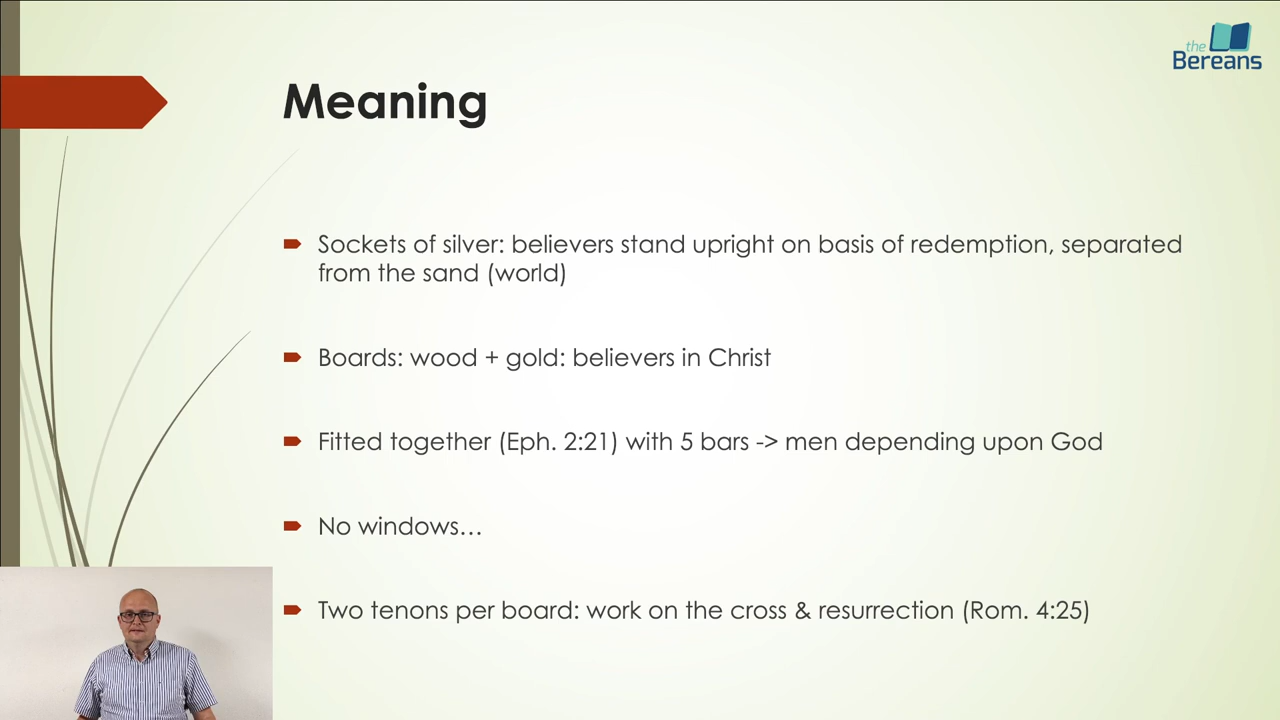 the
Bereans
Meaning
Sockets of silver: believers stand upright on basis of redemption, separated
from the sand (world)
Boards: wood + gold: believers in Christ
Fitted together (Eph. 2:21) with 5 bars -> men depending upon God
No windows...
Two tenons per board: work on the cross & resurrection (Rom. 4:25)